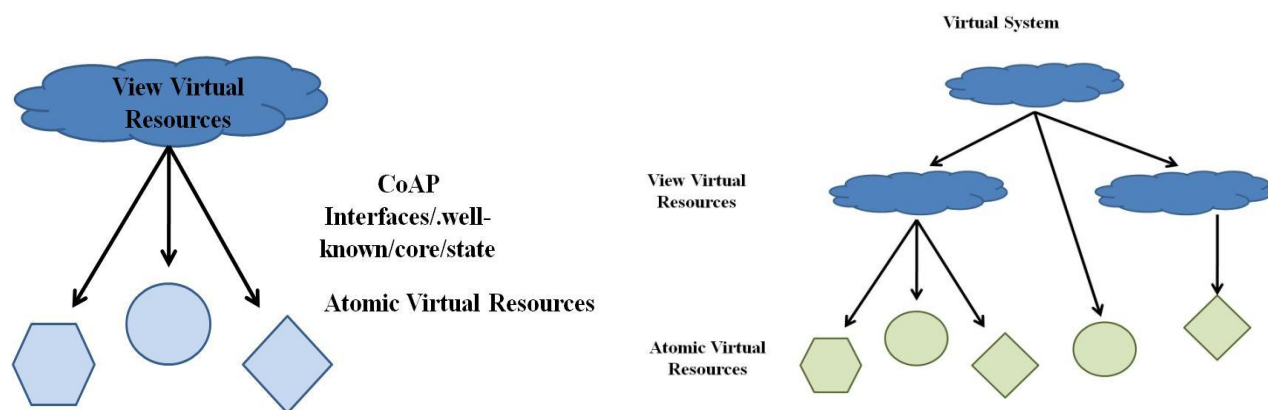 View Virtual
Resources
CoAP
Interfaces/.well-
known/core/state
Atomic Virtual Resources
Virtual System
View Virtual
Resources
Atomic Virtual
Resources